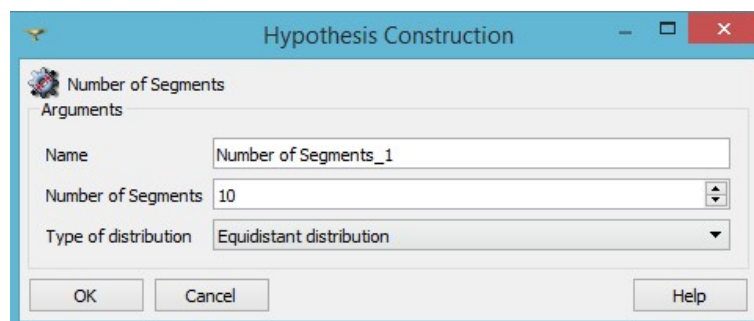 Hypothesis Construction
Number of Segments
Arguments
Name Number of Segments_1
Number of Segments 10
Type of distribution Equidistant distribution
OK Cancel Help